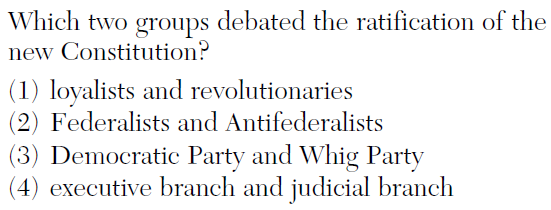 Which two groups debated the ratification of the
new Constitution?
(1) loyalists and revolutionaries
(2) Federalists and Antifederalists
(3) Democratic Party and Whig Party
(4) executive branch and judicial branch